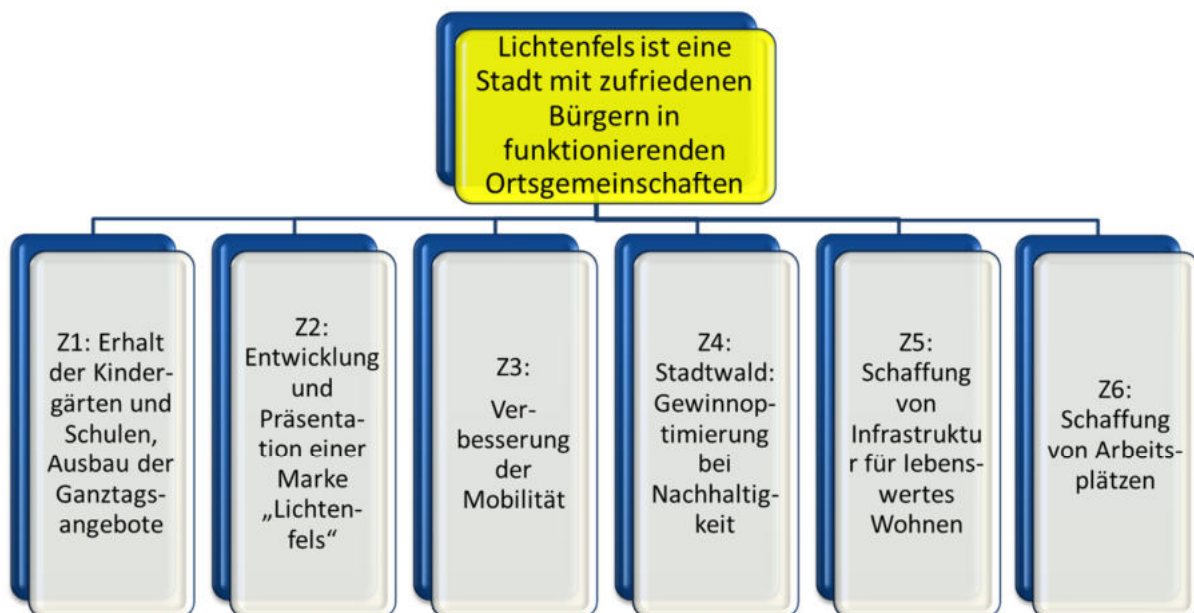 Lichtenfels ist eine
Stadt mit zufriedenen
Bürgern in
funktionierenden
Ortsgemeinschaften
Z1: Erhalt
der Kinder-
gärten und
Schulen,
Ausbau der
Ganztags-
angebote
Z2:
Entwicklung
und
Präsenta-
tion einer
Marke
„Lichten-
fels“
Z3:
Ver-
besserung
der
Mobilität
Z4:
Stadtwald:
Gewinnop-
timierung
bei
Nachhaltig-
keit
Z5:
Schaffung
von
Infrastruktu
r für lebens-
wertes
Wohnen
Z6:
Schaffung
von Arbeits-
plätzen